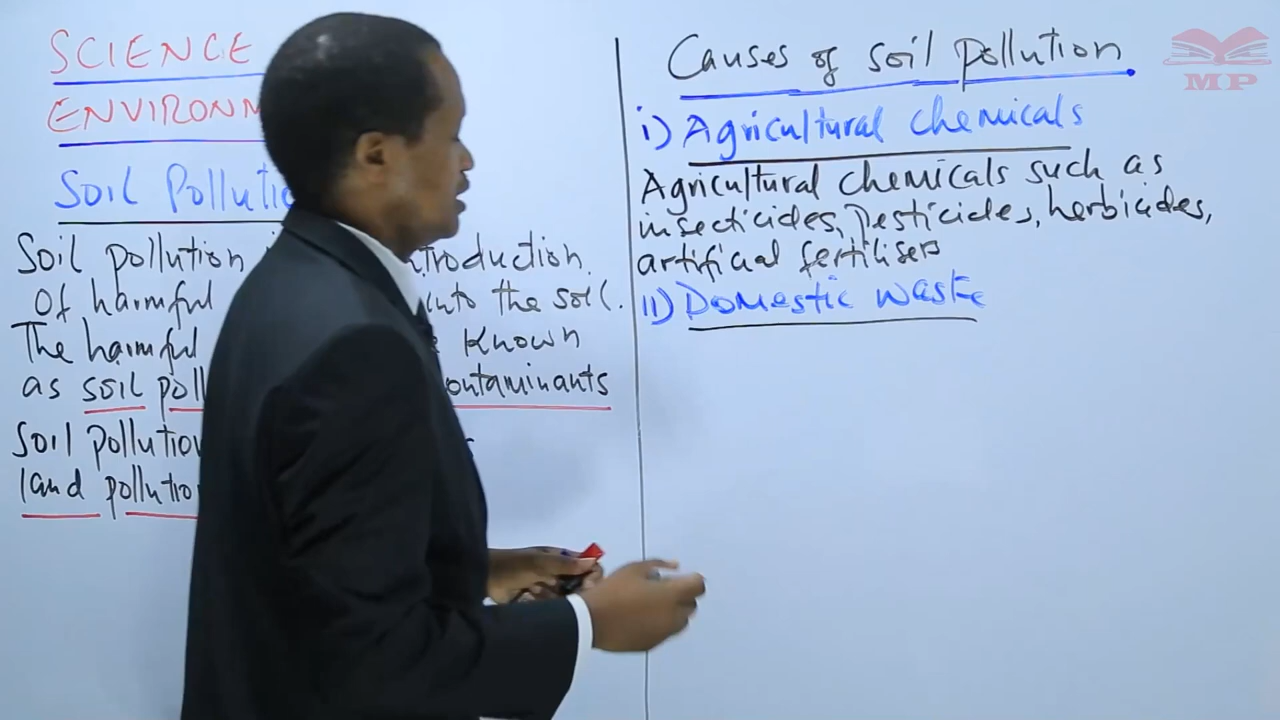 SCIENCE
ENVIRONM
Soil Pollutio
Soil pollution introduction
Of harmful into the soil.
The harmful known
as soil poll contaminants
Soil pollution
land pollutio
Causes of soil pollution
i) Agricultural chemicals
Agricultural chemicals such as
insecticides, pesticides, herbicides,
artificial fertilisers
ii) Domestic waste
MP